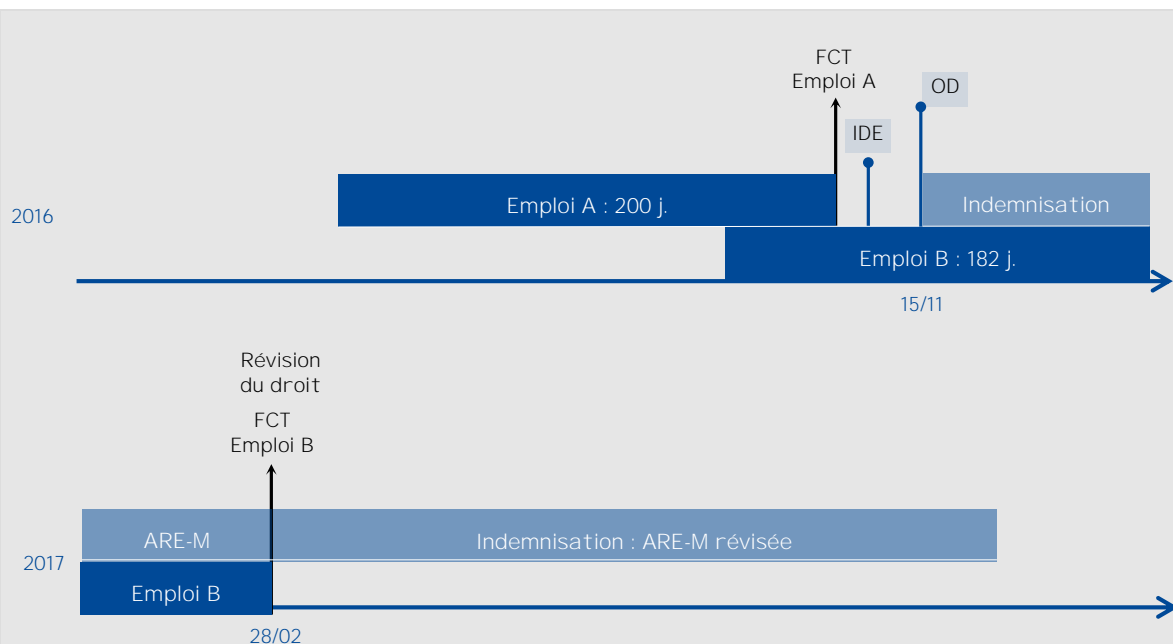 FCT
Emploi A
OD
IDE
2016
Emploi A : 200 j.
Indemnisation
Emploi B : 182 j.
15/11
Révision
du droit
FCT
Emploi B
ARE-M
Indemnisation : ARE-M révisée
2017
Emploi B
28/02